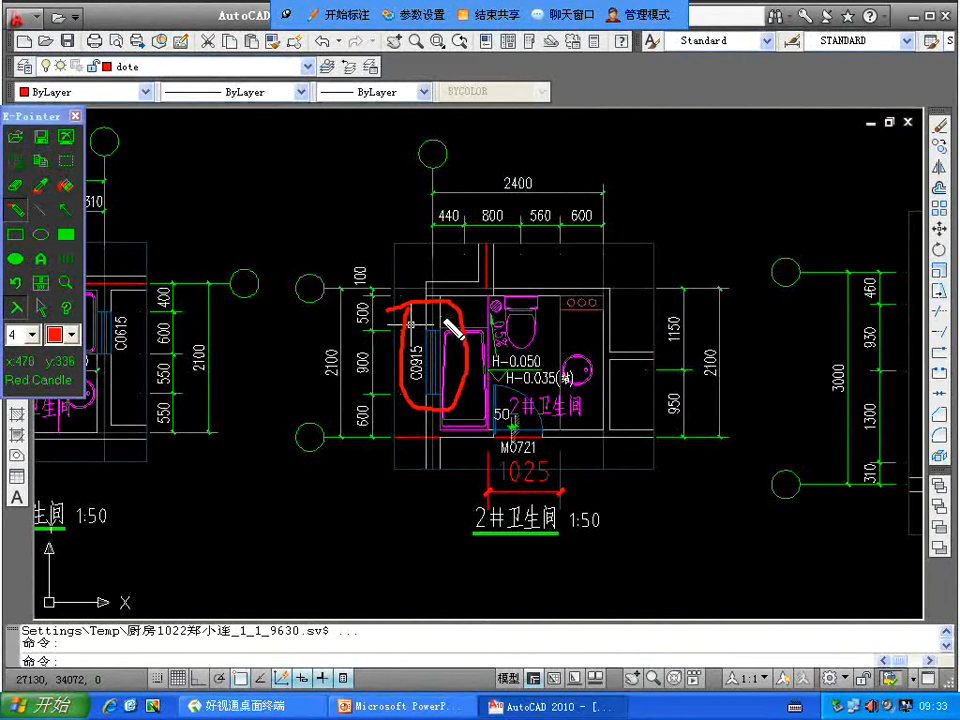 AutoCAD
开始标注
参数设置
结束共享
聊天窗口
管理模式
Standard
STANDARD
S
dote
ByLayer
ByLayer
ByLayer
BYCOLOR
E-Pointer
310
2400
440 800 560 600
100
500
900
600
2100
C0915
400
600
550
550
2100
C0615
H-0.050
H-0.035
2#卫生间
50
M0721
1025
2#卫生间 1:50
1150
950
2100
460
930
1300
310
3000
4
x:470 y:336
Red Candle
卫生间
生间 1:50
X
Settings\Temp\厨房1022郑小逢_1_1_9630.sv$ ...
命令:
命令:
27130, 34072, 0
模型
1:1
开始
好视通桌面终端
Microsoft PowerP...
AutoCAD 2010 - [...
09:33